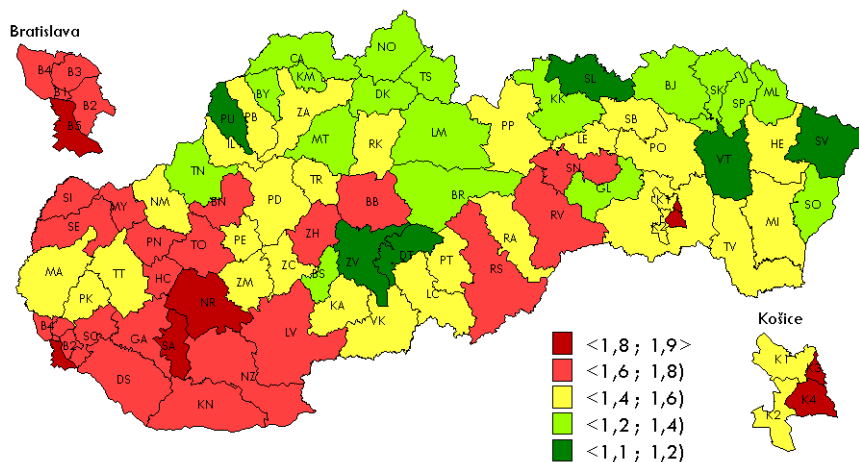 Bratislava
B4
B3
B1
B2
B5
CA
NO
KM
TS
BY
DK
PU
PB
ZA
IL
MT
RK
LM
TN
TR
KK
SL
BJ
SK
SP
ML
PP
SB
LE
PO
HE
SV
VT
SN
GL
SO
RV
K1
K2
MI
TV
SI
MY
NM
BN
PD
BB
BR
SE
PN
TO
PE
ZH
RA
MA
TT
HC
ZM
ZC
BS
ZV
DT
PT
RS
PK
NR
KA
LC
VK
B4
B2
SC
GA
SA
LV
DS
NZ
KN
Košice
K1
K4
K2
<1,8 ; 1,9>
<1,6 ; 1,8)
<1,4 ; 1,6)
<1,2 ; 1,4)
<1,1 ; 1,2)